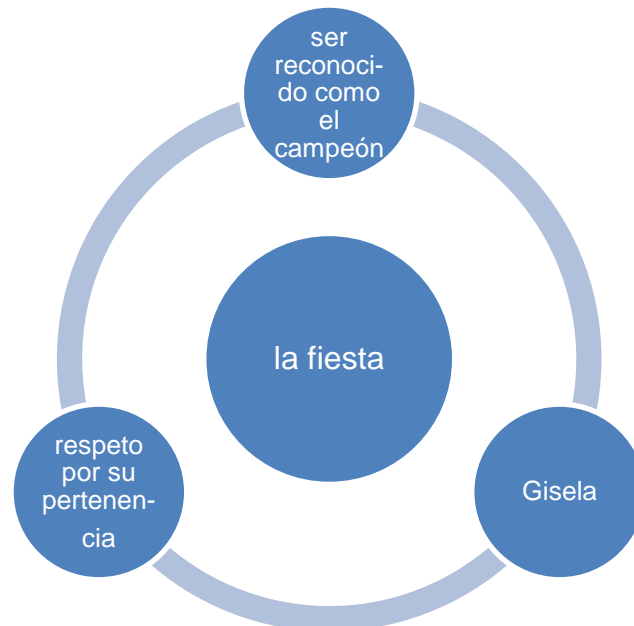 ser
reconoci-
do como
el
campeón
la fiesta
respeto
por su
pertenen-
cia
Gisela